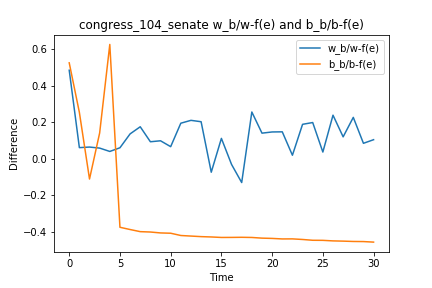 congress_104_senate w_b/w-f(e) and b_b/b-f(e)
w_b/w-f(e)
b_b/b-f(e)
Difference
0.6
0.4
0.2
0.0
−0.2
−0.4
0 5 10 15 20 25 30
Time